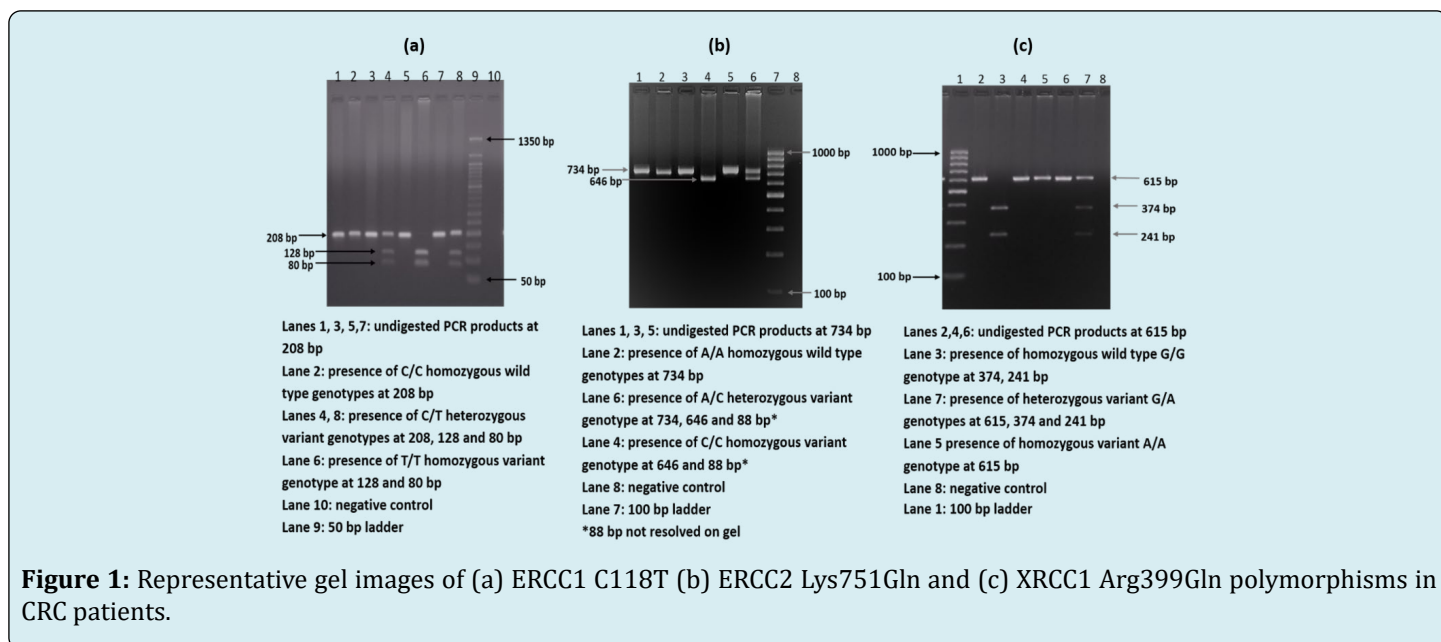 (a)
1 2 3 4 5 6 7 8 9 10
1350 bp
208 bp
128 bp
80 bp
50 bp
Lanes 1, 3, 5,7: undigested PCR products at
208 bp
Lane 2: presence of C/C homozygous wild
type genotypes at 208 bp
Lanes 4, 8: presence of C/T heterozygous
variant genotypes at 208, 128 and 80 bp
Lane 6: presence of T/T homozygous variant
genotype at 128 and 80 bp
Lane 10: negative control
Lane 9: 50 bp ladder
(b)
1 2 3 4 5 6 7 8
1000 bp
734 bp
646 bp
100 bp
Lanes 1, 3, 5: undigested PCR products at 734 bp
Lane 2: presence of A/A homozygous wild type
genotypes at 734 bp
Lane 6: presence of A/C heterozygous variant
genotype at 734, 646 and 88 bp*
Lane 4: presence of C/C homozygous variant
genotype at 646 and 88 bp*
Lane 8: negative control
Lane 7: 100 bp ladder
*88 bp not resolved on gel
(c)
1 2 3 4 5 6 7 8
1000 bp
615 bp
374 bp
241 bp
100 bp
Lanes 2,4,6: undigested PCR products at 615 bp
Lane 3: presence of homozygous wild type G/G
genotype at 374, 241 bp
Lane 7: presence of heterozygous variant G/A
genotypes at 615, 374 and 241 bp
Lane 5 presence of homozygous variant A/A
genotype at 615 bp
Lane 8: negative control
Lane 1: 100 bp ladder
Figure 1: Representative gel images of (a) ERCC1 C118T (b) ERCC2 Lys751Gln and (c) XRCC1 Arg399Gln polymorphisms in
CRC patients.